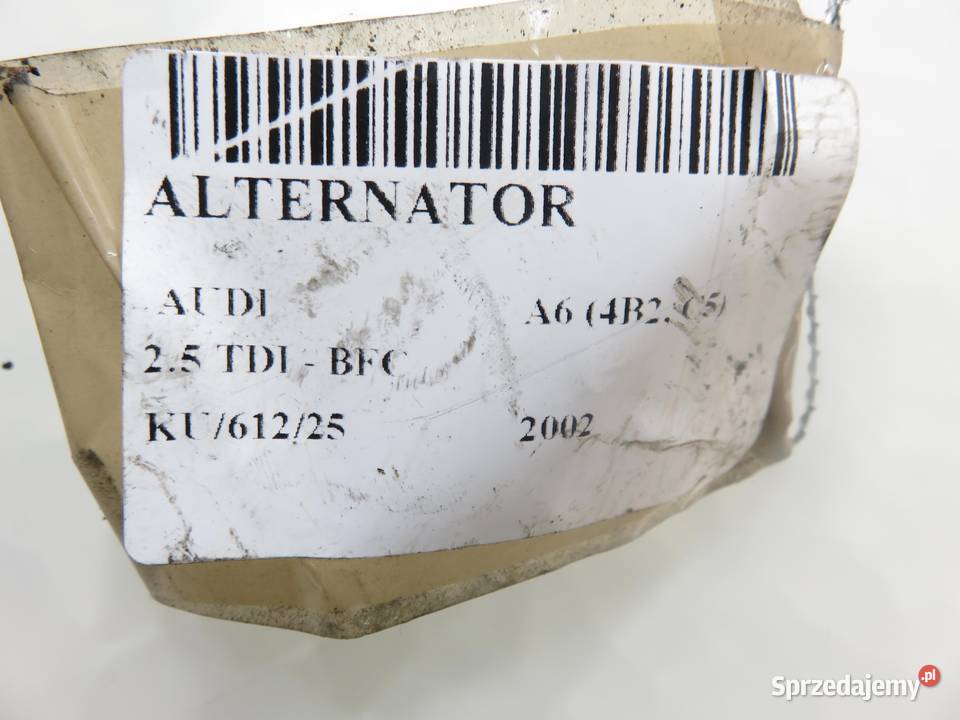 ALTERNATOR
AUDI A6 (4B2, C5)
2.5 TDI - BFC
KU/612/25 2002
Sprzedajemy.pl